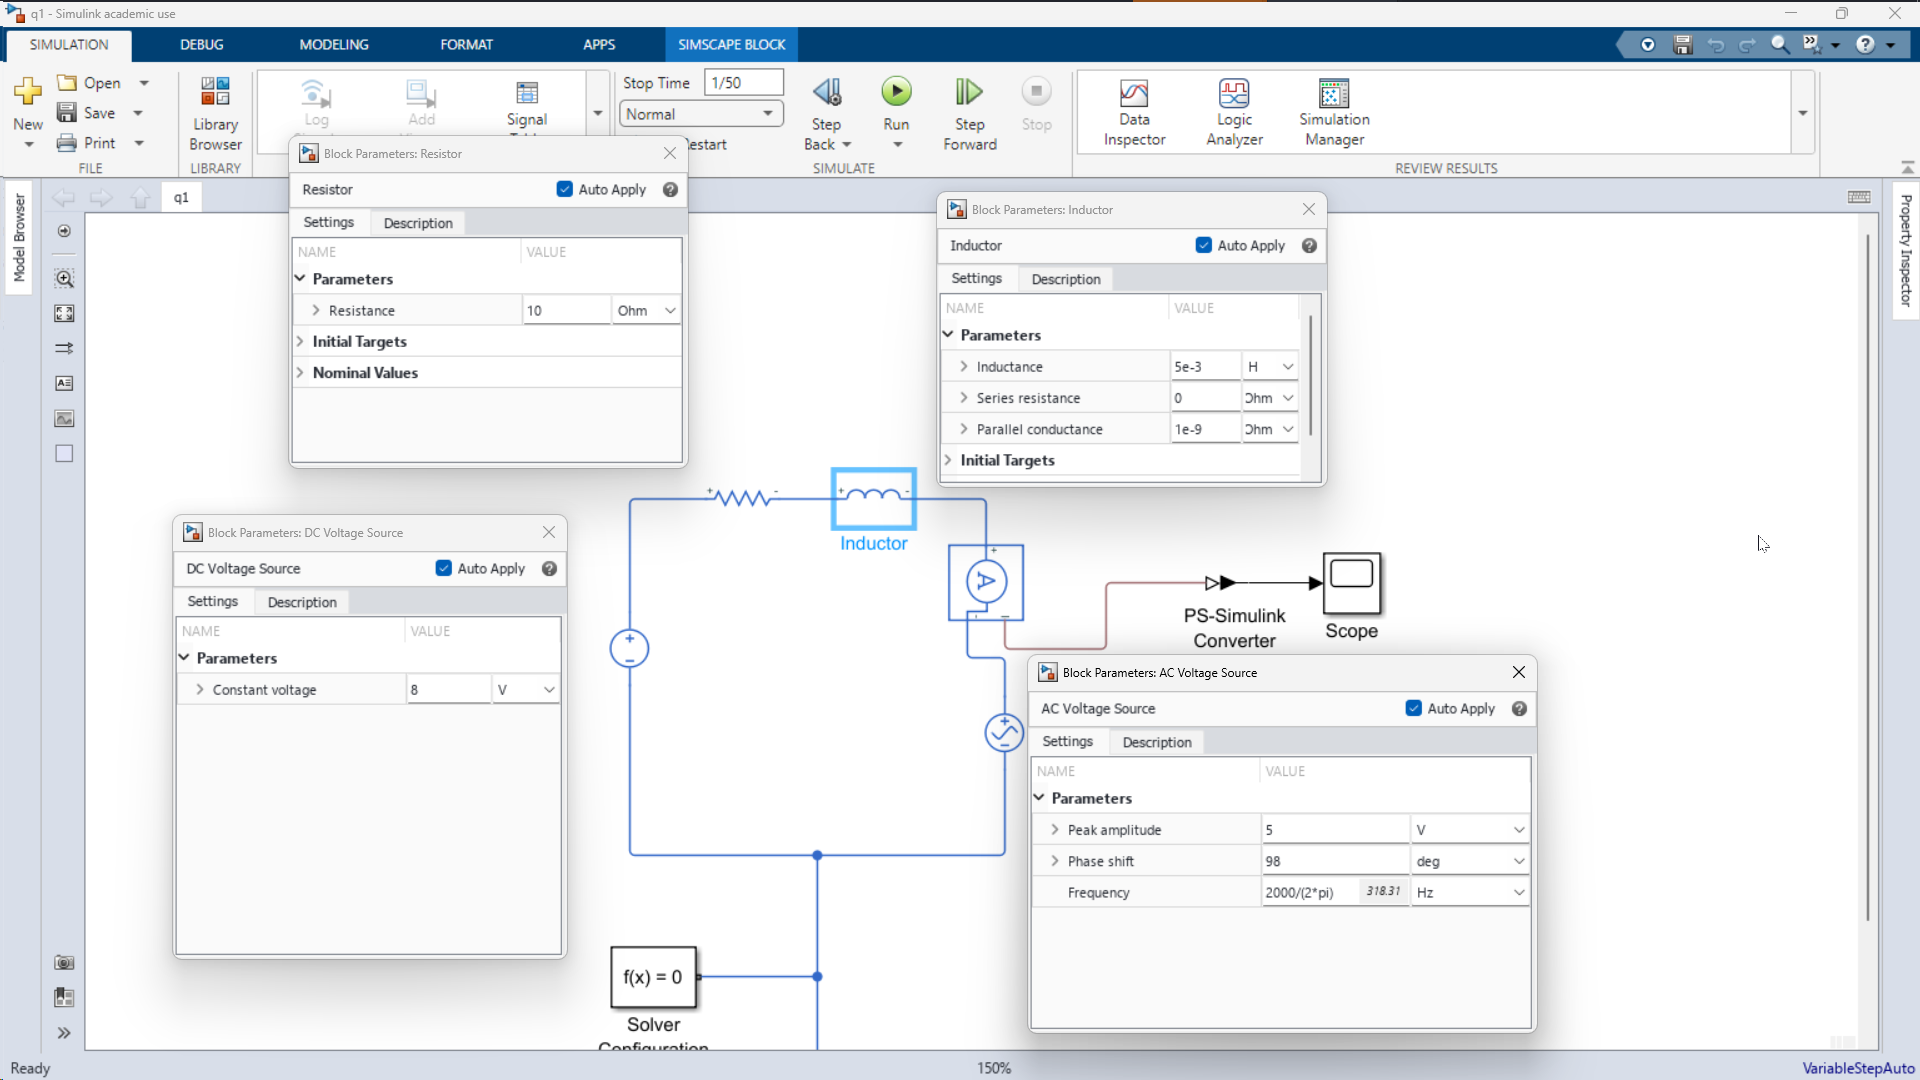 q1 - Simulink academic use
SIMULATION
DEBUG
MODELING
FORMAT
APPS
SIMSCAPE BLOCK
New
Open
Save
Print
FILE
Library
Browser
LIBRARY
Log
Add
Signal
Stop Time
1/50
Normal
estart
Step
Back
Run
Step
Forward
Stop
SIMULATE
Data
Inspector
Logic
Analyzer
Simulation
Manager
REVIEW RESULTS
Model Browser
q1
Property Inspector
Block Parameters: Resistor
Resistor
Auto Apply
Settings
Description
NAME
VALUE
Parameters
Resistance
10
Ohm
Initial Targets
Nominal Values
Block Parameters: Inductor
Inductor
Auto Apply
Settings
Description
NAME
VALUE
Parameters
Inductance
5e-3
H
Series resistance
0
Ohm
Parallel conductance
1e-9
Ohm
Initial Targets
Block Parameters: DC Voltage Source
DC Voltage Source
Auto Apply
Settings
Description
NAME
VALUE
Parameters
Constant voltage
8
V
Inductor
A
PS-Simulink
Converter
Scope
Block Parameters: AC Voltage Source
AC Voltage Source
Auto Apply
Settings
Description
NAME
VALUE
Parameters
Peak amplitude
5
V
Phase shift
98
deg
Frequency
2000/(2*pi)
318.31
Hz
f(x) = 0
Solver
Configuration
Ready
150%
VariableStepAuto